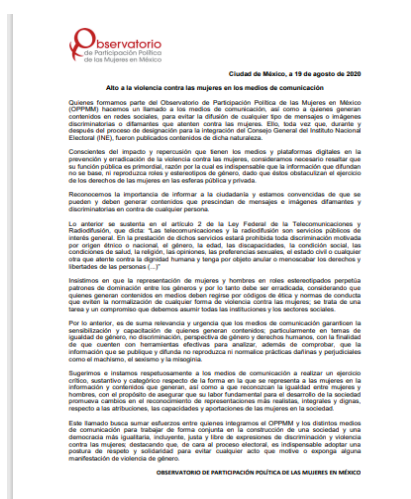 Observatorio
de Participación Política
de las Mujeres en México
Ciudad de México, a 19 de agosto de 2020
Alto a la violencia contra las mujeres en los medios de comunicación
Quienes formamos parte del Observatorio de Participación Política de las Mujeres en México
(OPPMM) hacemos un llamado a los medios de comunicación, así como a quienes generan
contenidos en redes sociales, para evitar la difusión de cualquier tipo de mensajes o imágenes
discriminatorias o difamantes que atenten contra las mujeres. Ello, toda vez que, durante y
después del proceso de designación para la integración del Consejo General del Instituto Nacional
Electoral (INE), fueron publicados contenidos de dicha naturaleza.
Conscientes del impacto y repercusión que tienen los medios y plataformas digitales en la
prevención y erradicación de la violencia contra las mujeres, consideramos necesario resaltar que
su función pública es primordial, razón por la cual es indispensable que la información que difundan
no se base, ni reproduzca roles y estereotipos de género, dado que éstos obstaculizan el ejercicio
de los derechos de las mujeres en las esferas pública y privada.
Reconocemos la importancia de informar a la ciudadanía y estamos convencidas de que se
pueden y deben generar contenidos que prescindan de mensajes e imágenes difamantes y
discriminatorias en contra de cualquier persona.
Lo anterior se sustenta en el artículo 2 de la Ley Federal de la Telecomunicaciones y
Radiodifusión, que dicta: "Las telecomunicaciones y la radiodifusión son servicios públicos de
interés general. En la prestación de dichos servicios estará prohibida toda discriminación motivada
por origen étnico o nacional, el género, la edad, las discapacidades, la condición social, las
condiciones de salud, la religión, las opiniones, las preferencias sexuales, el estado civil o cualquier
otra que atente contra la dignidad humana y tenga por objeto anular o menoscabar los derechos y
libertades de las personas (...)"
Insistimos en que la representación de mujeres y hombres en roles estereotipados perpetúa
patrones de dominación entre los géneros y por lo tanto debe ser erradicada, considerando que
quienes generan contenidos en medios deben regirse por códigos de ética y normas de conducta
que eviten la normalización de cualquier forma de violencia contra las mujeres; se trata de una
tarea y un compromiso que debemos asumir todas las instituciones y los sectores sociales.
Por lo anterior, es de suma relevancia y urgencia que los medios de comunicación garanticen la
sensibilización y capacitación de quienes generan contenidos; particularmente en temas de
igualdad de género, no discriminación, perspectiva de género y derechos humanos, con la finalidad
de que cuenten con herramientas efectivas para analizar, además de comprobar, que la
información que se publique y difunda no reproduzca ni normalice prácticas dañinas y perjudiciales
como el machismo, el sexismo y la misoginia.
Sugerimos e instamos respetuosamente a los medios de comunicación a realizar un ejercicio
crítico, sustantivo y categórico respecto de la forma en la que se representa a las mujeres en la
información y contenidos que generan, así como a que reconozcan la igualdad entre mujeres y
hombres, con el propósito de asegurar que su labor fundamental para el desarrollo de la sociedad
promueva cambios en el reconocimiento de representaciones más realistas, integrales y dignas,
respecto a las atribuciones, las capacidades y aportaciones de las mujeres en la sociedad.
Este llamado busca sumar esfuerzos entre quienes integramos el OPPMM y los distintos medios
de comunicación para trabajar de forma conjunta en la construcción de una sociedad y una
democracia más igualitaria, incluyente, justa y libre de expresiones de discriminación y violencia
contra las mujeres; destacando que, de cara al proceso electoral, es indispensable adoptar una
postura de respeto y solidaridad para evitar cualquier acto que motive o exponga alguna
manifestación de violencia de género.
OBSERVATORIO DE PARTICIPACIÓN POLÍTICA DE LAS MUJERES EN MÉXICO